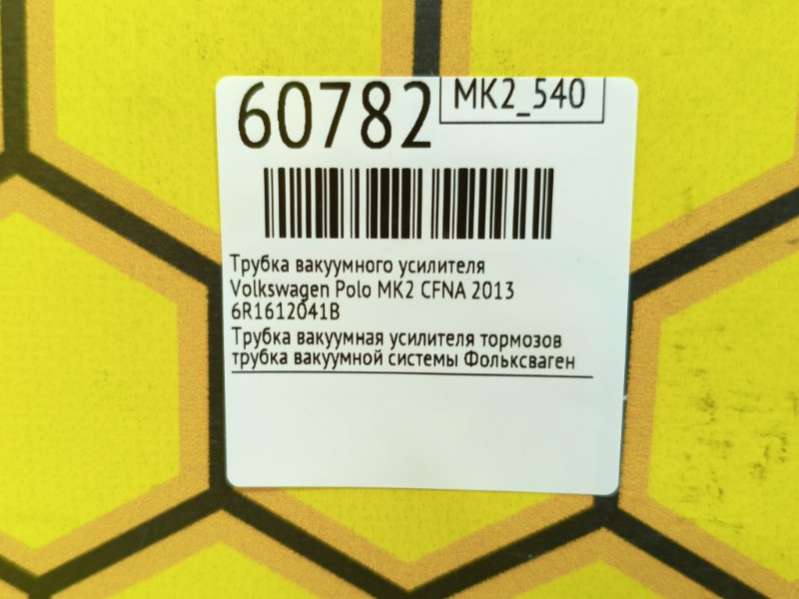 60782
MK2_540
Трубка вакуумного усилителя
Volkswagen Polo MK2 CFNA 2013
6R1612041B
Трубка вакуумная усилителя тормозов
трубка вакуумной системы Фольксваген